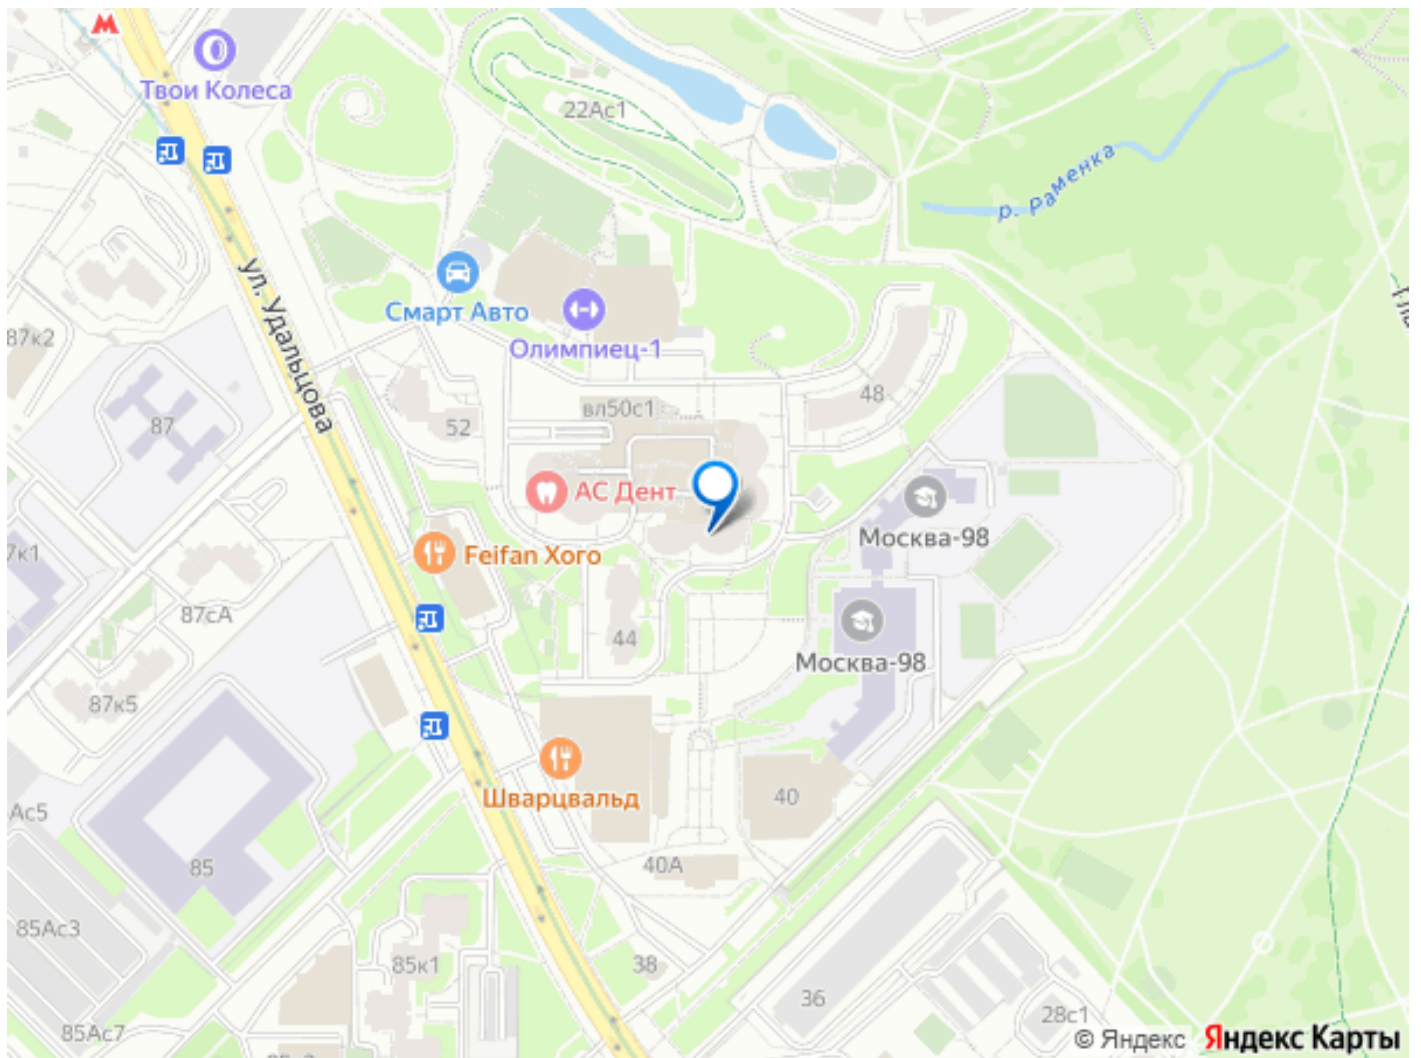 Твои Колеса
22Ас1
р. Раменка
ул. Удальцова
Смарт Авто
Олимпиец-1
87к2
87
52
вл50с1
48
АС Дент
Москва-98
Feifan Хого
87сА
44
Москва-98
87к5
Шварцвальд
40
85
40А
85Ас3
85к1
38
36
28с1
85Ас7
© Яндекс
Яндекс Карты